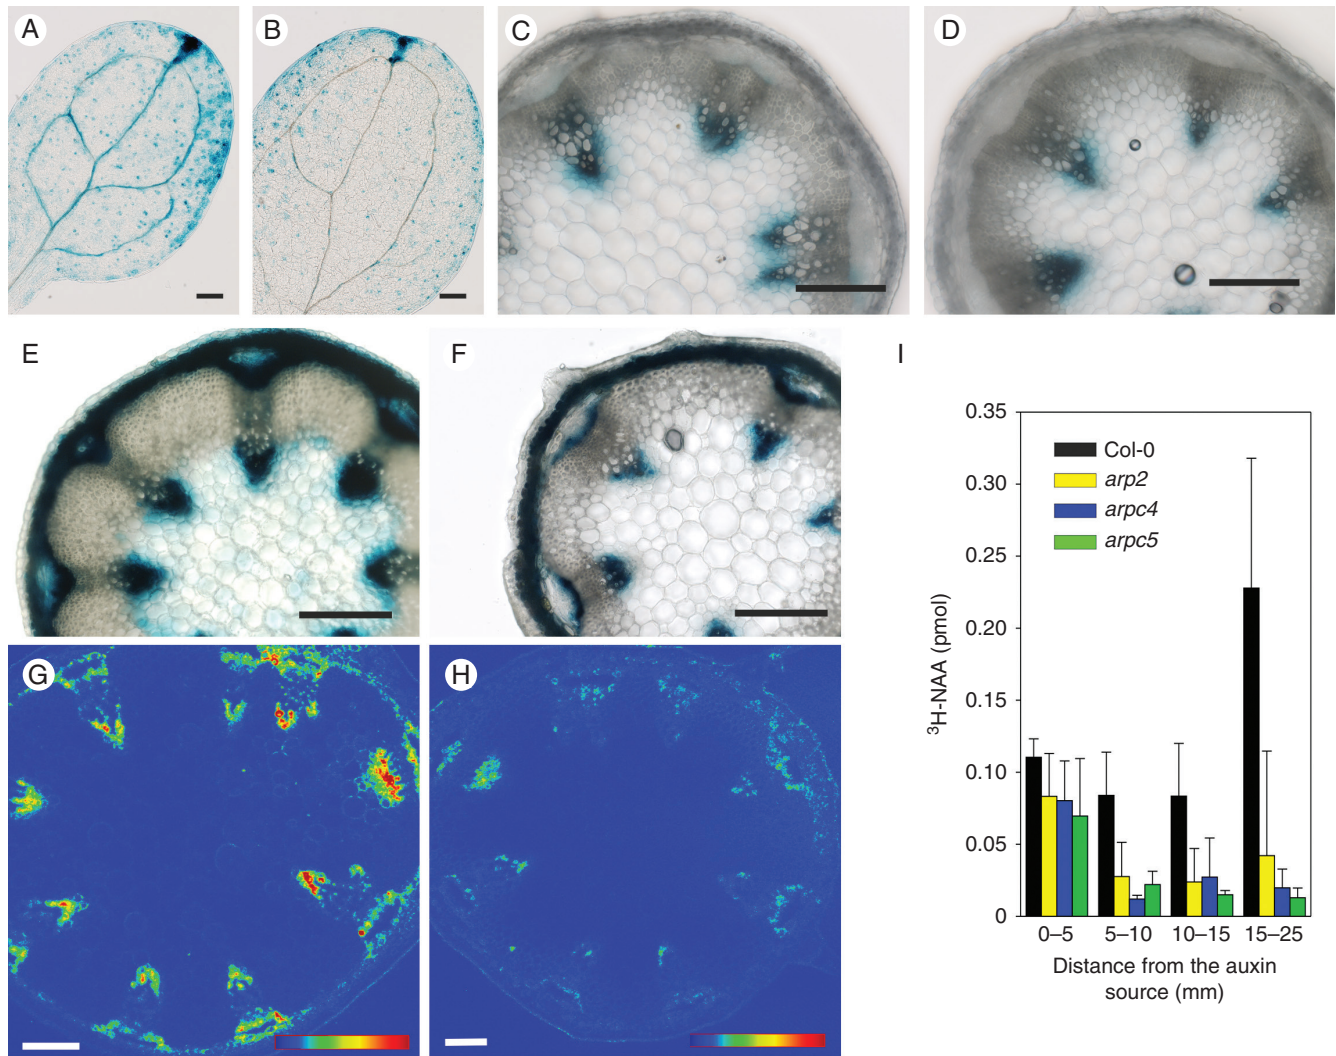 A
B
C
D
E
F
I
G
H
0.35
0.30
0.25
0.20
0.15
0.10
0.05
0
³H-NAA (pmol)
Col-0
arp2
arpc4
arpc5
0–5
5–10
10–15
15–25
Distance from the auxin
source (mm)